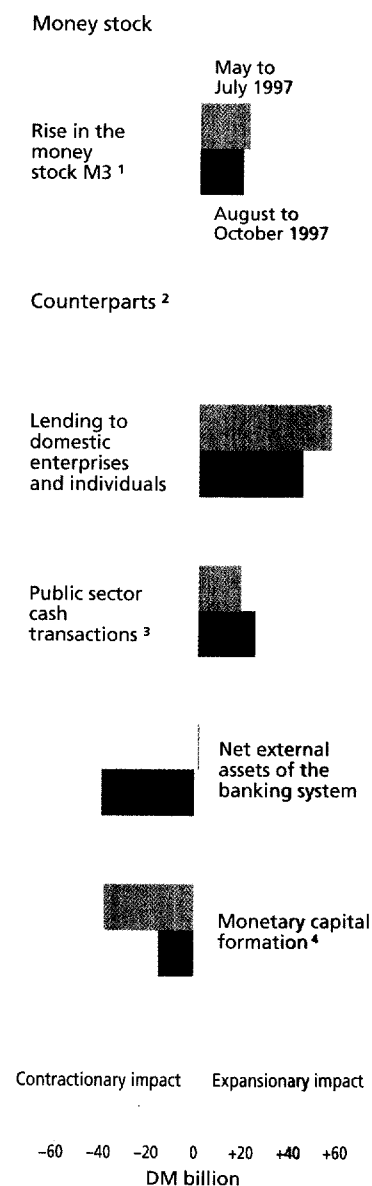 Money stock
May to
July 1997
Rise in the
money
stock M3 ¹
August to
October 1997
Counterparts ²
Lending to
domestic
enterprises
and individuals
Public sector
cash
transactions ³
Net external
assets of the
banking system
Monetary capital
formation ⁴
Contractionary impact Expansionary impact
−60 −40 −20 0 +20 +40 +60
DM billion